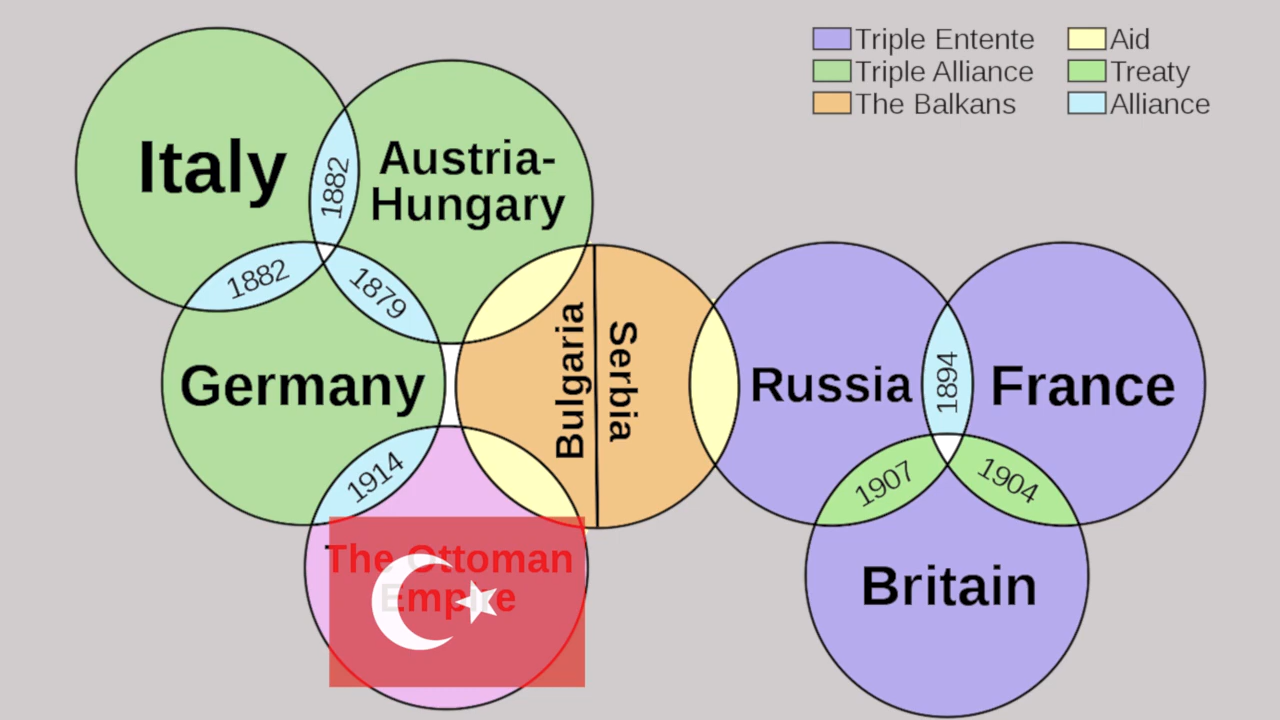 Triple Entente
Aid
Triple Alliance
Treaty
The Balkans
Alliance
Italy
1882
Austria-
Hungary
1882
1879
Bulgaria
Serbia
Germany
Russia
1894
France
1914
1907
1904
The Ottoman
Empire
Britain